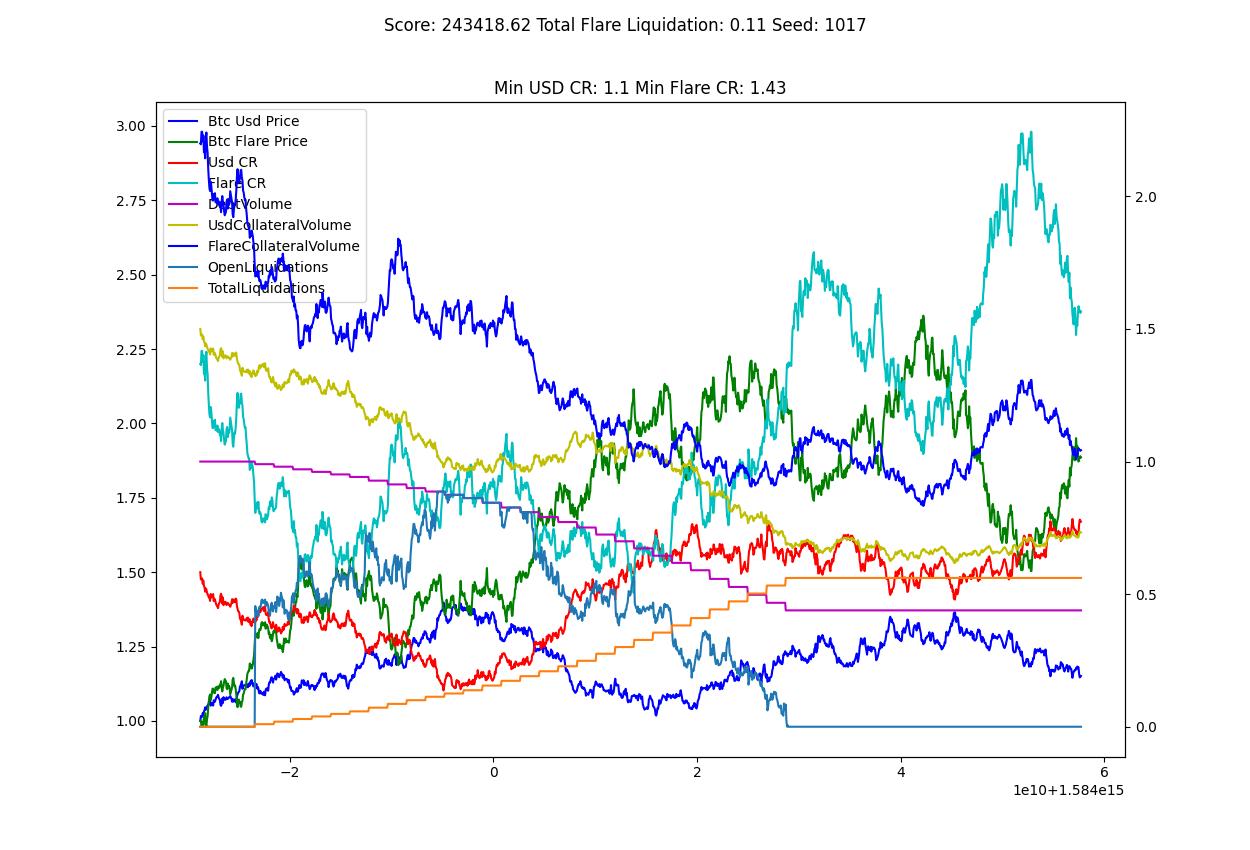 Score: 243418.62 Total Flare Liquidation: 0.11 Seed: 1017
Min USD CR: 1.1 Min Flare CR: 1.43
Btc Usd Price
Btc Flare Price
Usd CR
Flare CR
DebtVolume
UsdCollateralVolume
FlareCollateralVolume
OpenLiquidations
TotalLiquidations
3.00
2.75
2.50
2.25
2.00
1.75
1.50
1.25
1.00
2.0
1.5
1.0
0.5
0.0
−2
0
2
4
6
1e10+1.584e15